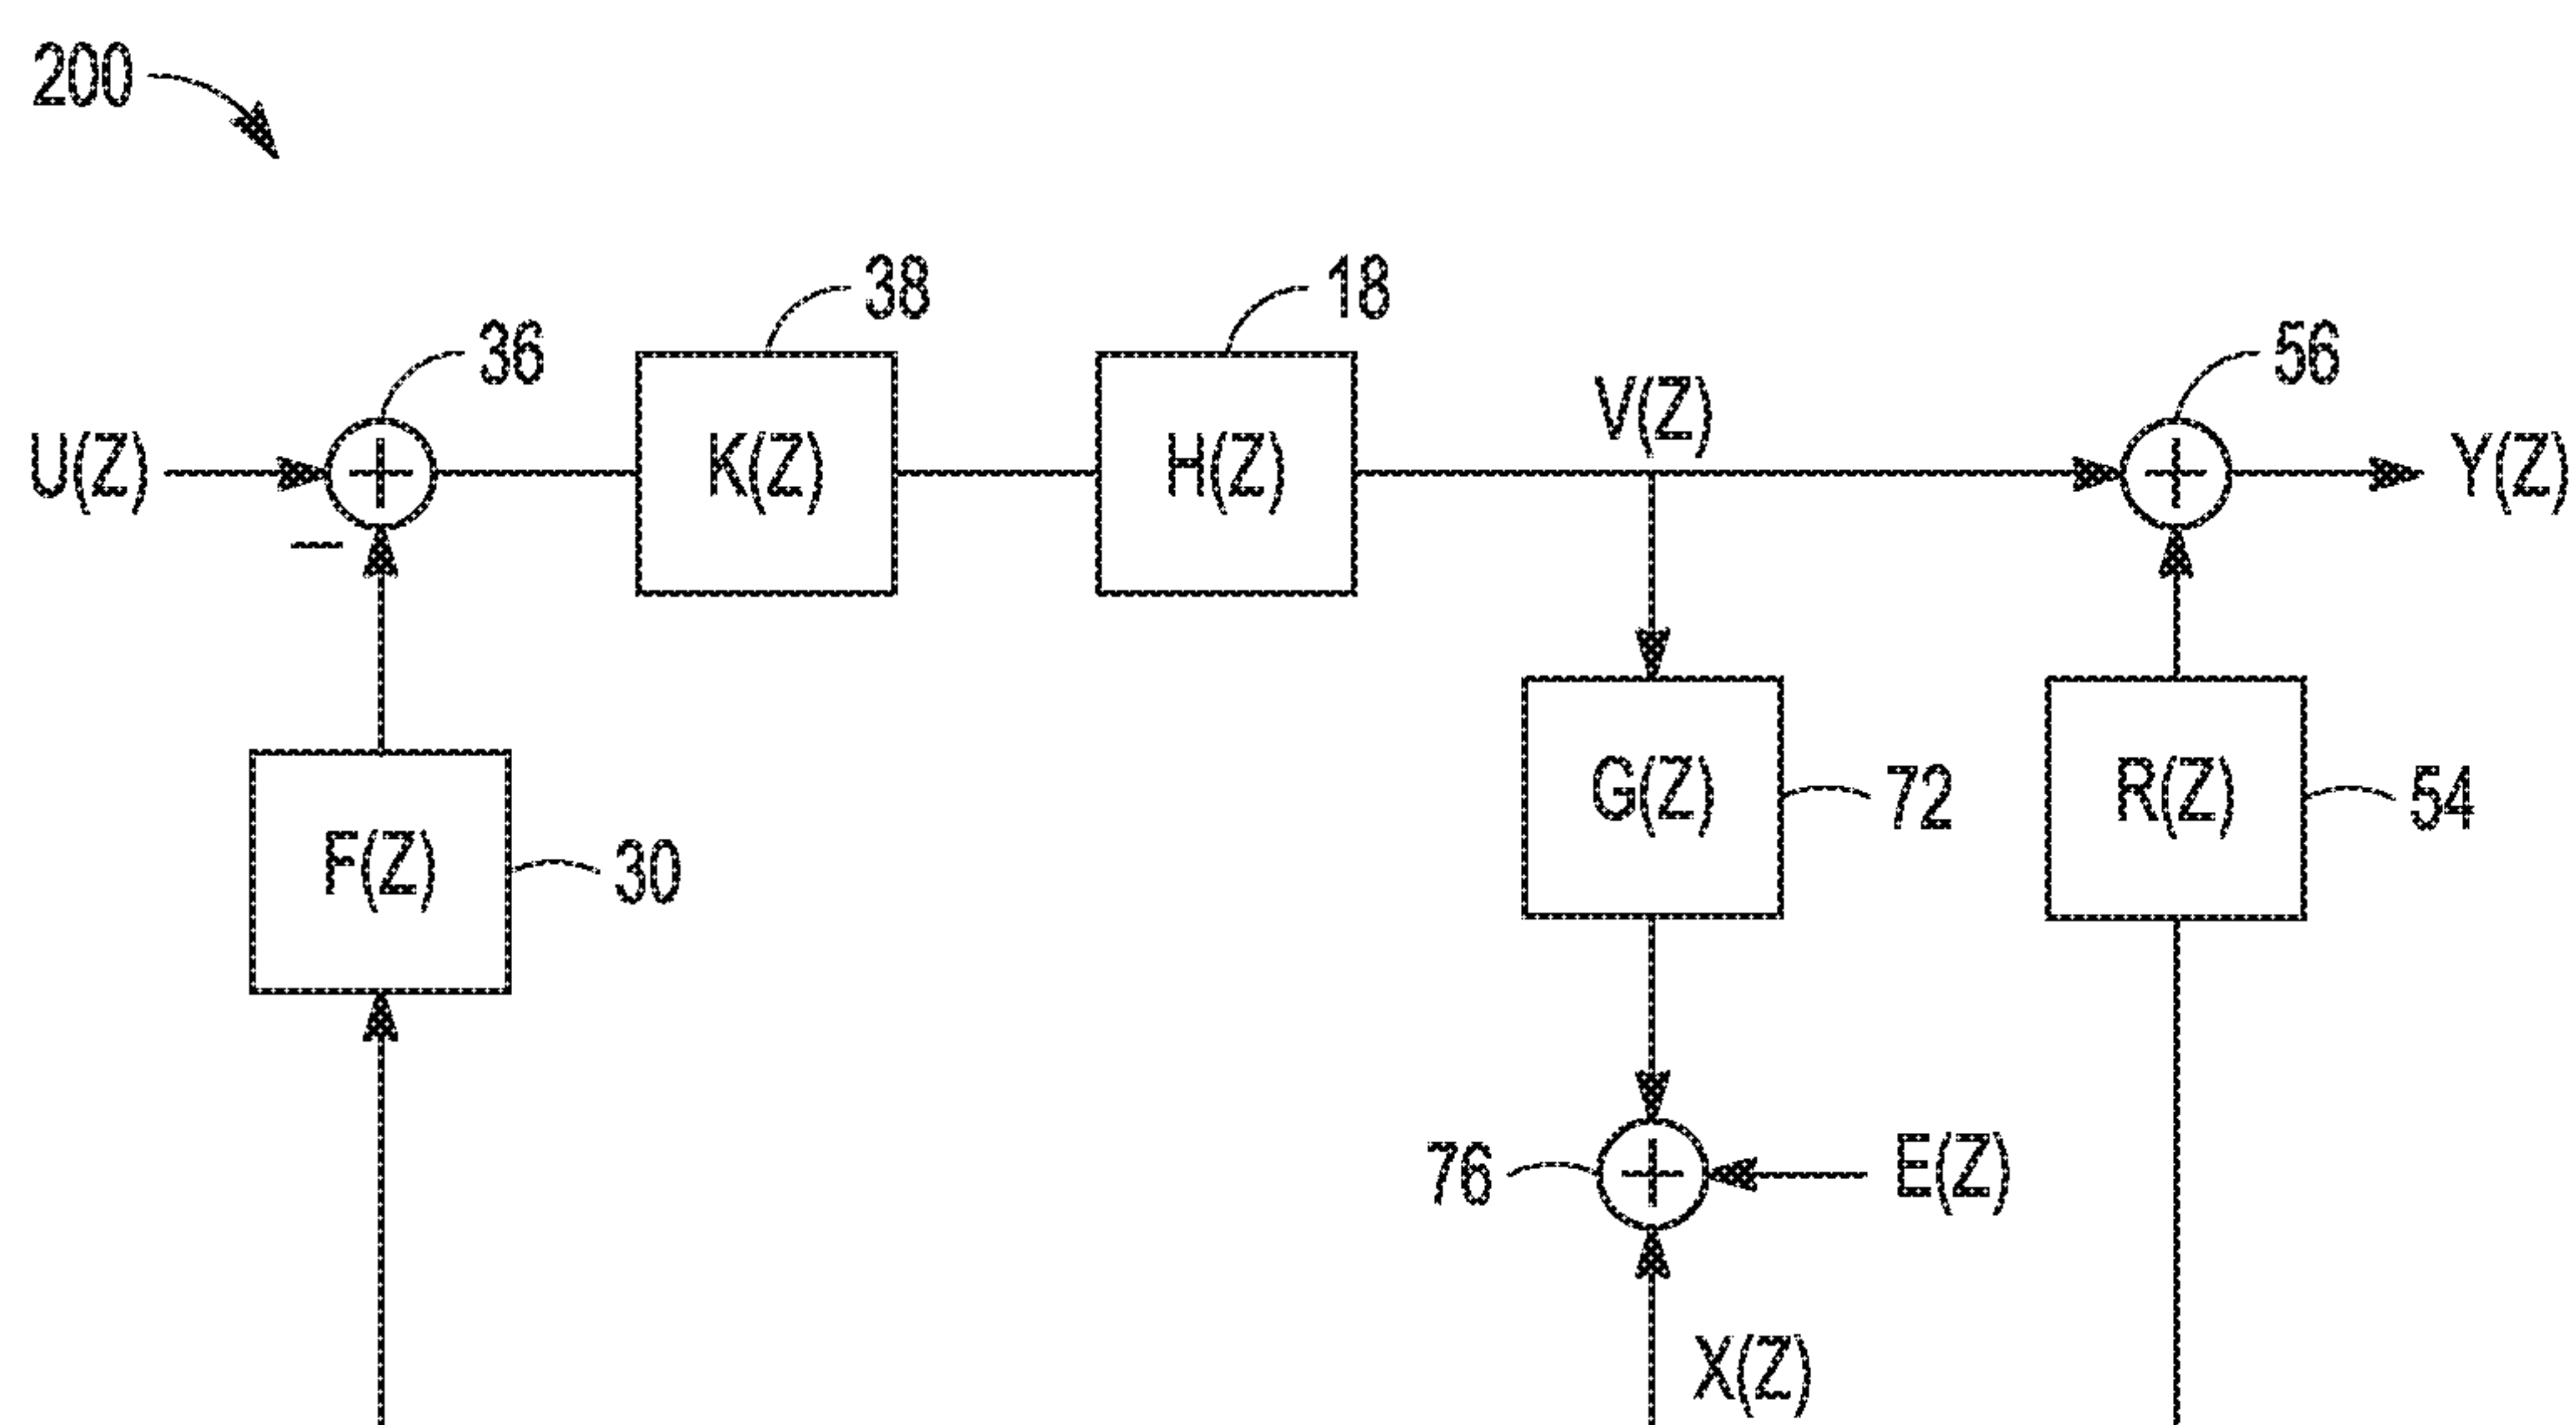 200
38
18
36
56
U(Z)
K(Z)
H(Z)
V(Z)
Y(Z)
–
F(Z)
30
G(Z)
72
R(Z)
54
76
E(Z)
X(Z)